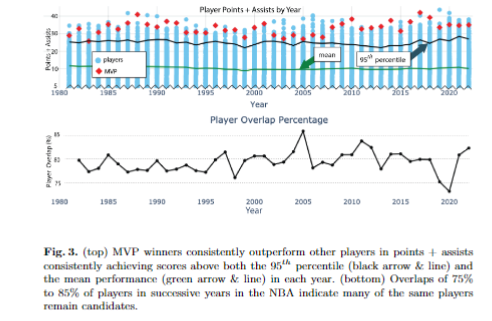 Player Points + Assists by Year
40
30
20
10
5
Points + Assists
players
MVP
mean
95th percentile
1980 1985 1990 1995 2000 2005 2010 2015 2020
Year
Player Overlap Percentage
85
75
Player Overlap (%)
1980 1985 1990 1995 2000 2005 2010 2015 2020
Year
Fig. 3. (top) MVP winners consistently outperform other players in points + assists
consistently achieving scores above both the 95th percentile (black arrow & line) and
the mean performance (green arrow & line) in each year. (bottom) Overlaps of 75%
to 85% of players in successive years in the NBA indicate many of the same players
remain candidates.